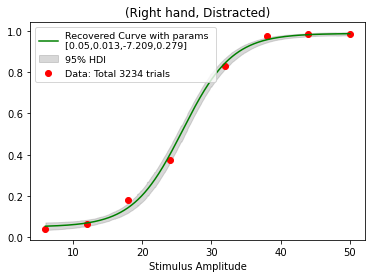 (Right hand, Distracted)
Recovered Curve with params
[0.05,0.013,-7.209,0.279]
95% HDI
Data: Total 3234 trials
1.0
0.8
0.6
0.4
0.2
0.0
10 20 30 40 50
Stimulus Amplitude